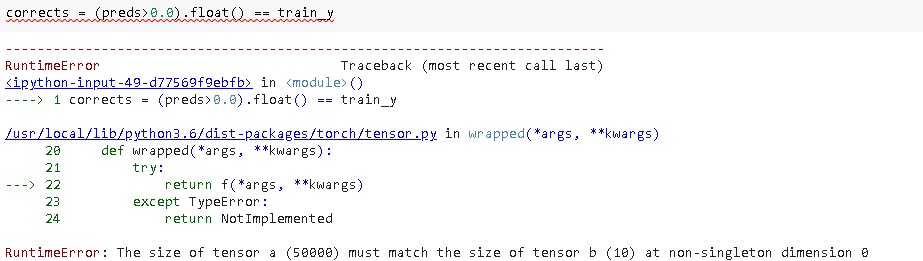 corrects = (preds>0.0).float() == train_y
---------------------------------------------------------------------------
RuntimeError                              Traceback (most recent call last)
<ipython-input-49-d77569f9ebfb> in <module>()
----> 1 corrects = (preds>0.0).float() == train_y
/usr/local/lib/python3.6/dist-packages/torch/tensor.py in wrapped(*args, **kwargs)
     20     def wrapped(*args, **kwargs):
     21         try:
---> 22             return f(*args, **kwargs)
     23         except TypeError:
     24             return NotImplemented
RuntimeError: The size of tensor a (50000) must match the size of tensor b (10) at non-singleton dimension 0